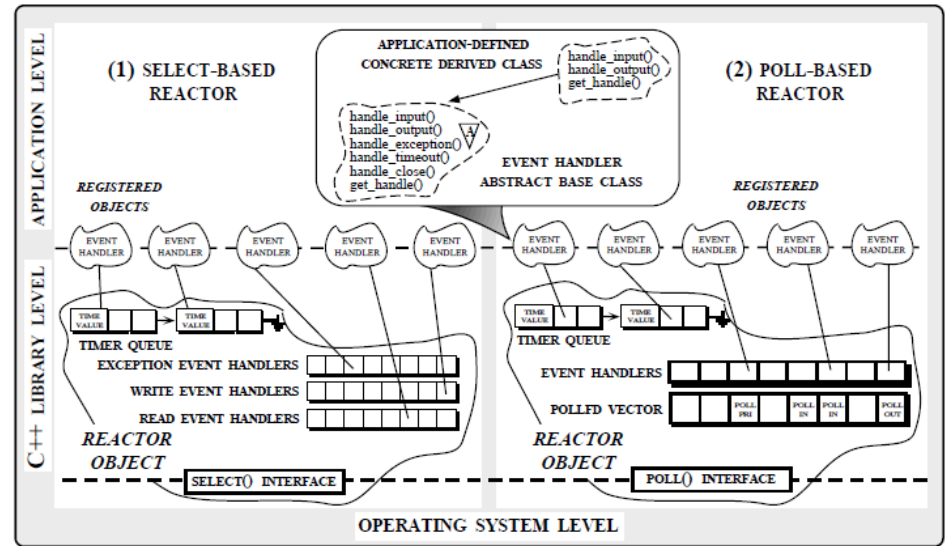 APPLICATION LEVEL
C++ LIBRARY LEVEL
(1) SELECT-BASED
REACTOR
APPLICATION-DEFINED
CONCRETE DERIVED CLASS
handle_input()
handle_output()
get_handle()
handle_input()
handle_output()
handle_exception()
handle_timeout()
handle_close()
get_handle()
A
EVENT HANDLER
ABSTRACT BASE CLASS
(2) POLL-BASED
REACTOR
REGISTERED
OBJECTS
REGISTERED
OBJECTS
EVENT
HANDLER
EVENT
HANDLER
EVENT
HANDLER
EVENT
HANDLER
EVENT
HANDLER
EVENT
HANDLER
EVENT
HANDLER
EVENT
HANDLER
EVENT
HANDLER
EVENT
HANDLER
TIME
VALUE
TIME
VALUE
TIMER QUEUE
EXCEPTION EVENT HANDLERS
WRITE EVENT HANDLERS
READ EVENT HANDLERS
REACTOR
OBJECT
SELECT() INTERFACE
TIME
VALUE
TIME
VALUE
TIMER QUEUE
EVENT HANDLERS
POLLFD VECTOR
POLL
PRI
POLL
IN
POLL
IN
POLL
OUT
REACTOR
OBJECT
POLL() INTERFACE
OPERATING SYSTEM LEVEL